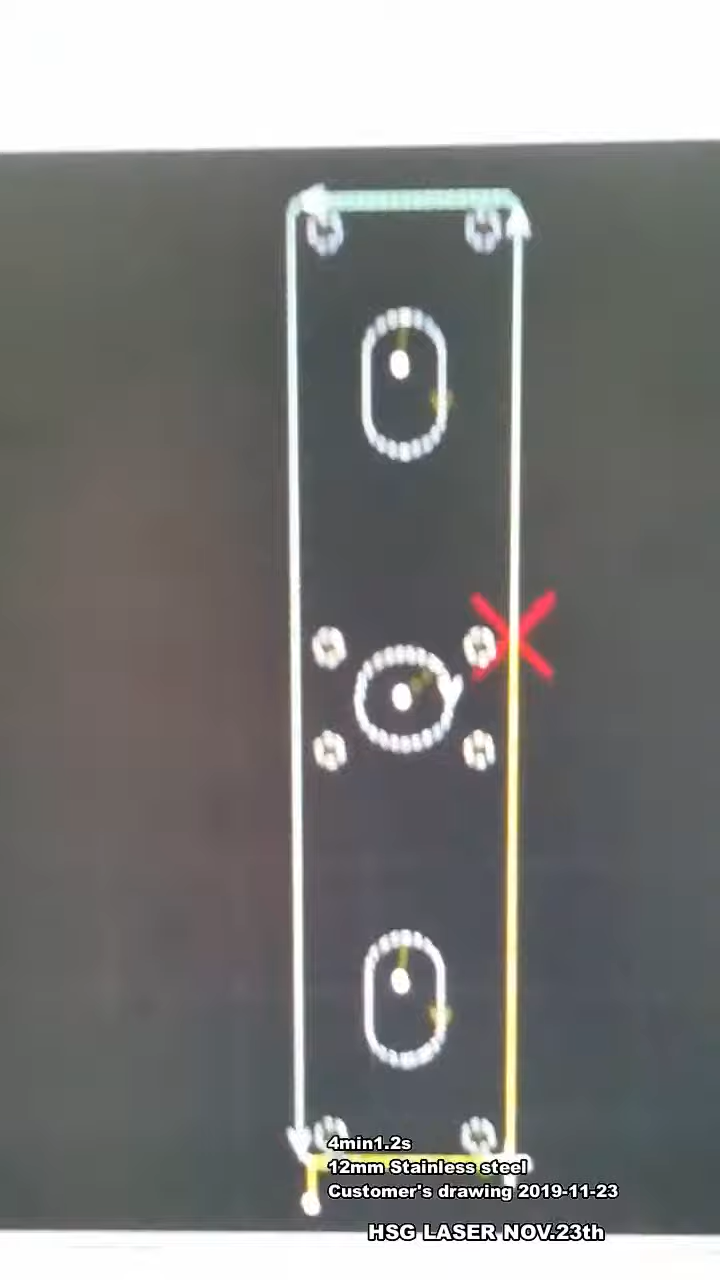 4min1.2s
12mm Stainless steel
Customer's drawing 2019-11-23
HSG LASER NOV.23th